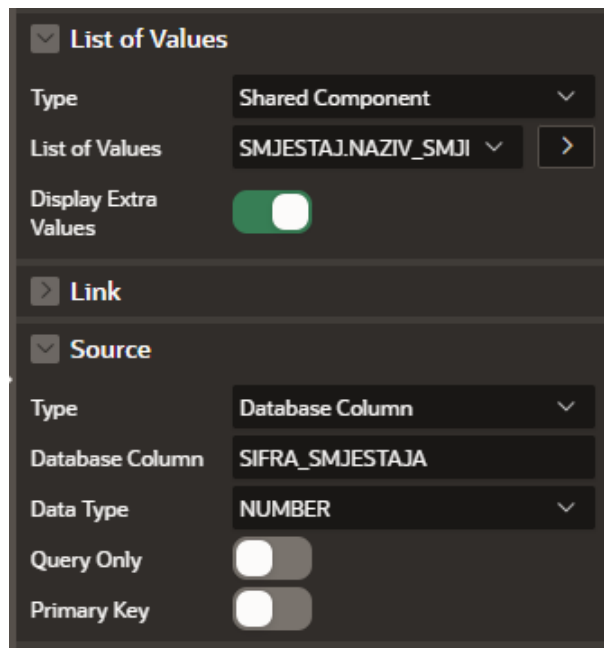 List of Values
Type Shared Component
List of Values SMJESTAJ.NAZIV_SMJI
Display Extra
Values
Link
Source
Type Database Column
Database Column SIFRA_SMJESTAJA
Data Type NUMBER
Query Only
Primary Key